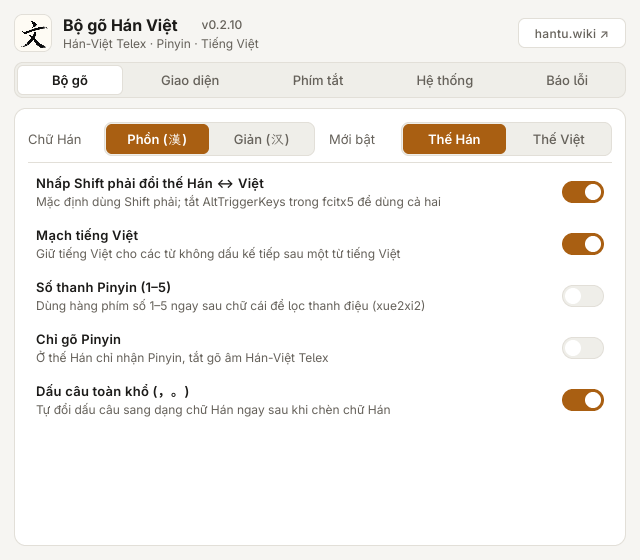 文
Bộ gõ Hán Việt v0.2.10
Hán-Việt Telex · Pinyin · Tiếng Việt
hantu.wiki ↗
Bộ gõ Giao diện Phím tắt Hệ thống Báo lỗi
Chữ Hán Phồn (漢) Giản (汉) Mới bật Thế Hán Thế Việt
Nhấp Shift phải đổi thế Hán ↔ Việt
Mặc định dùng Shift phải; tắt AltTriggerKeys trong fcitx5 để dùng cả hai
Mạch tiếng Việt
Giữ tiếng Việt cho các từ không dấu kế tiếp sau một từ tiếng Việt
Số thanh Pinyin (1–5)
Dùng hàng phím số 1–5 ngay sau chữ cái để lọc thanh điệu (xue2xi2)
Chỉ gõ Pinyin
Ở thế Hán chỉ nhận Pinyin, tắt gõ âm Hán-Việt Telex
Dấu câu toàn khổ (，。)
Tự đổi dấu câu sang dạng chữ Hán ngay sau khi chèn chữ Hán